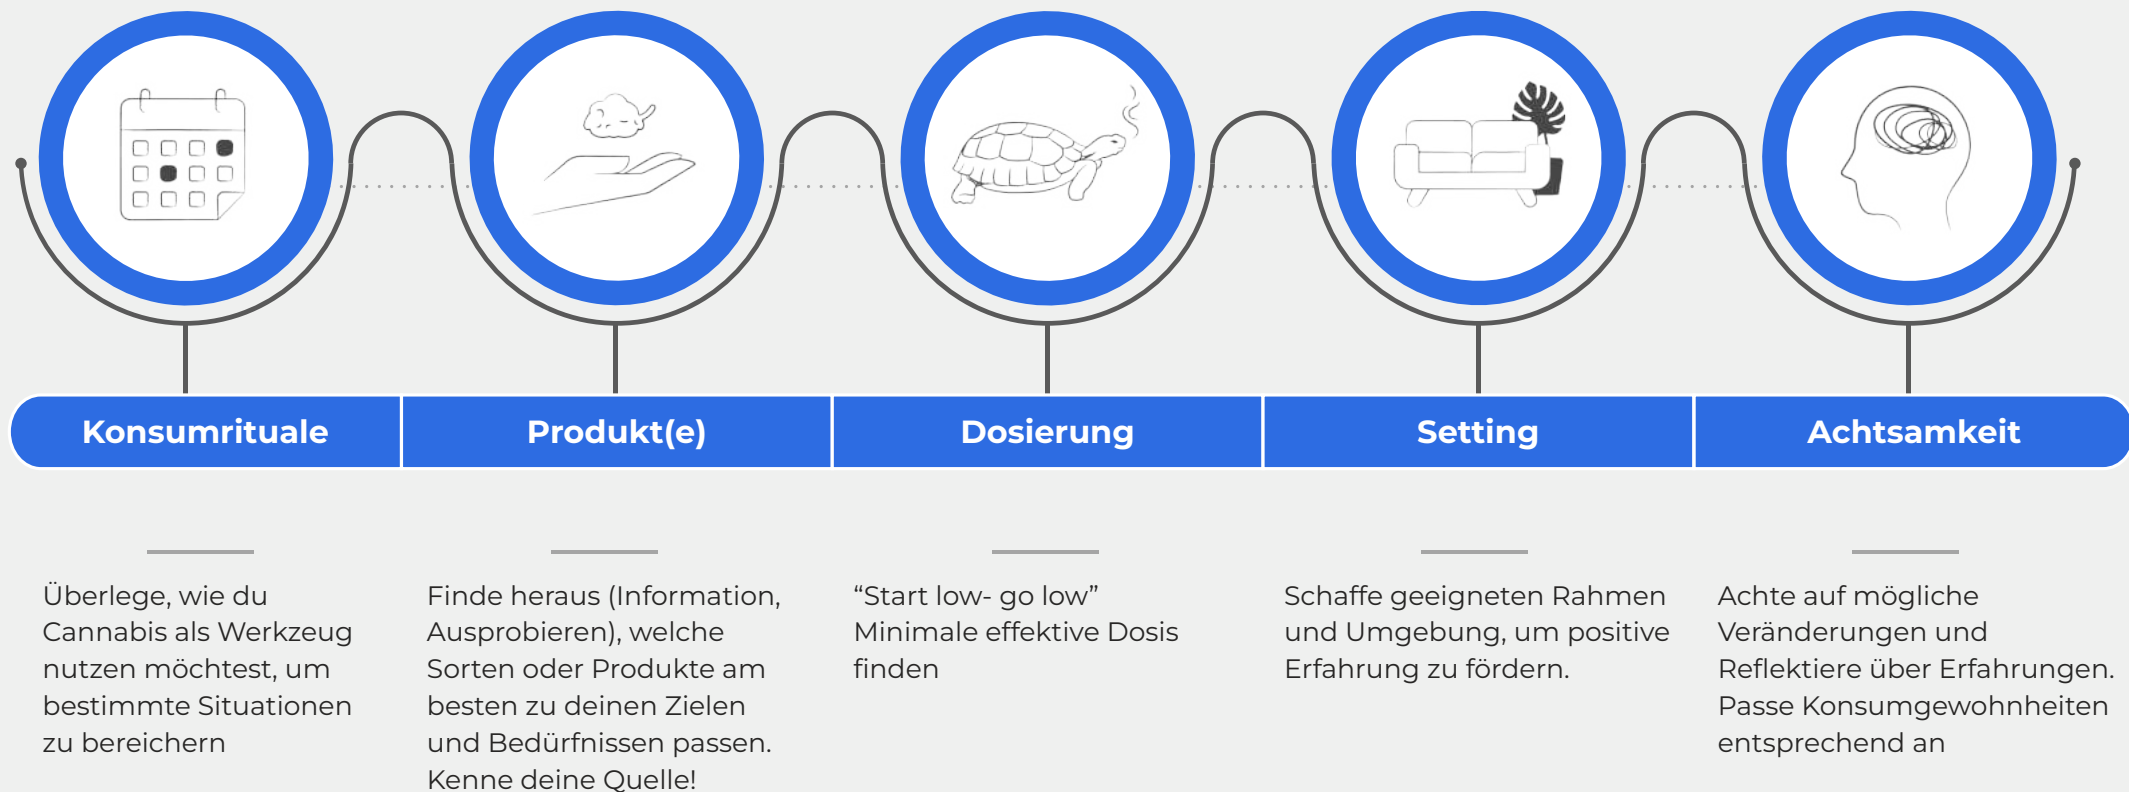 Konsumrituale
Produkt(e)
Dosierung
Setting
Achtsamkeit
Überlege, wie du
Cannabis als Werkzeug
nutzen möchtest, um
bestimmte Situationen
zu bereichern
Finde heraus (Information,
Ausprobieren), welche
Sorten oder Produkte am
besten zu deinen Zielen
und Bedürfnissen passen.
Kenne deine Quelle!
“Start low- go low”
Minimale effektive Dosis
finden
Schaffe geeigneten Rahmen
und Umgebung, um positive
Erfahrung zu fördern.
Achte auf mögliche
Veränderungen und
Reflektiere über Erfahrungen.
Passe Konsumgewohnheiten
entsprechend an